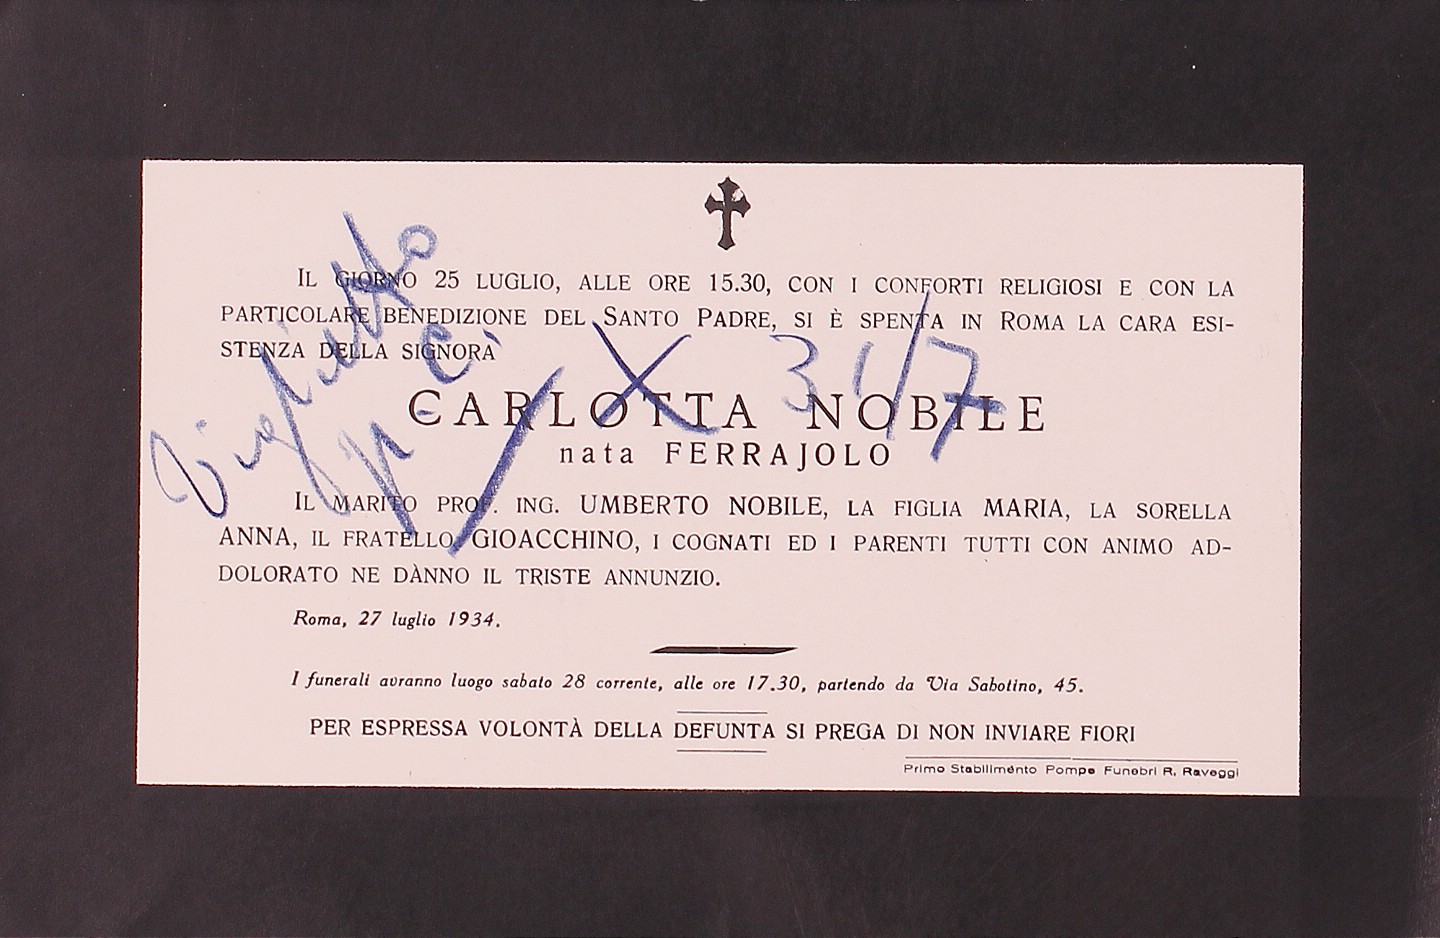 Il giorno 25 luglio, alle ore 15.30, con i conforti religiosi e con la
particolare benedizione del Santo Padre, si è spenta in Roma la cara esi-
stenza della signora
CARLOTTA NOBILE
nata FERRAJOLO
Il marito prof. ing. UMBERTO NOBILE, la figlia MARIA, la sorella
ANNA, il fratello GIOACCHINO, i cognati ed i parenti tutti con animo ad-
dolorato ne dànno il triste annunzio.
Roma, 27 luglio 1934.
I funerali avranno luogo sabato 28 corrente, alle ore 17.30, partendo da Via Sabotino, 45.
PER ESPRESSA VOLONTÀ DELLA DEFUNTA SI PREGA DI NON INVIARE FIORI
Primo Stabilimento Pompe Funebri R. Raveggi
Viglietto
p. c.
31/7